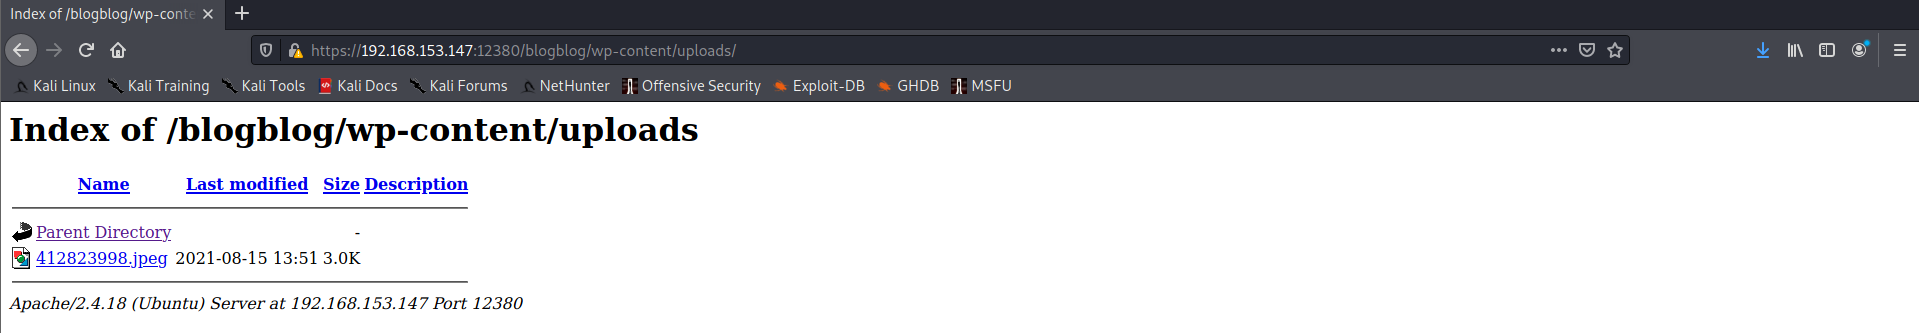 Index of /blogblog/wp-conte
https://192.168.153.147:12380/blogblog/wp-content/uploads/
Kali Linux Kali Training Kali Tools Kali Docs Kali Forums NetHunter Offensive Security Exploit-DB GHDB MSFU
Index of /blogblog/wp-content/uploads
Name Last modified Size Description
Parent Directory -
412823998.jpeg 2021-08-15 13:51 3.0K
Apache/2.4.18 (Ubuntu) Server at 192.168.153.147 Port 12380